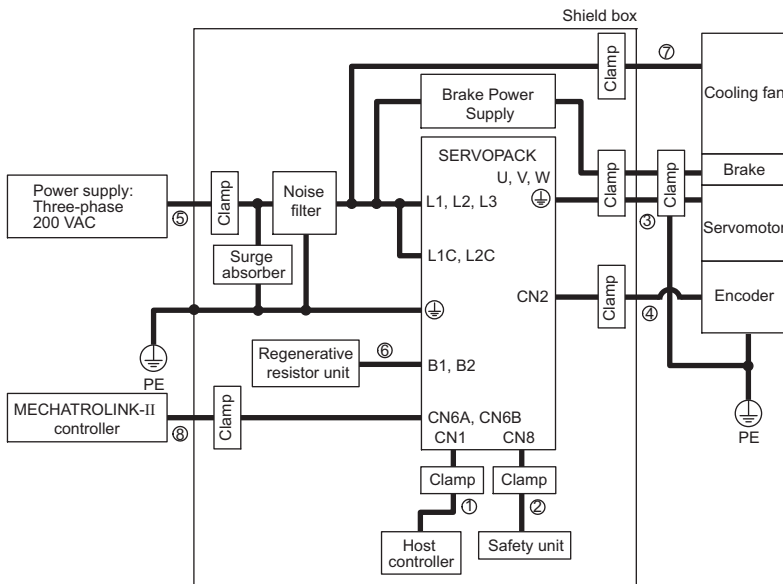 Shield box
Clamp
⑦
Cooling fan
Brake Power
Supply
SERVOPACK
U, V, W
Clamp
Clamp
Brake
③
Servomotor
Power supply:
Three-phase
200 VAC
⑤
Clamp
Noise
filter
L1, L2, L3
Surge
absorber
L1C, L2C
CN2
Clamp
④
Encoder
PE
Regenerative
resistor unit
⑥
B1, B2
PE
MECHATROLINK-II
controller
⑧
Clamp
CN6A, CN6B
CN1
CN8
Clamp
①
Clamp
②
Host
controller
Safety unit